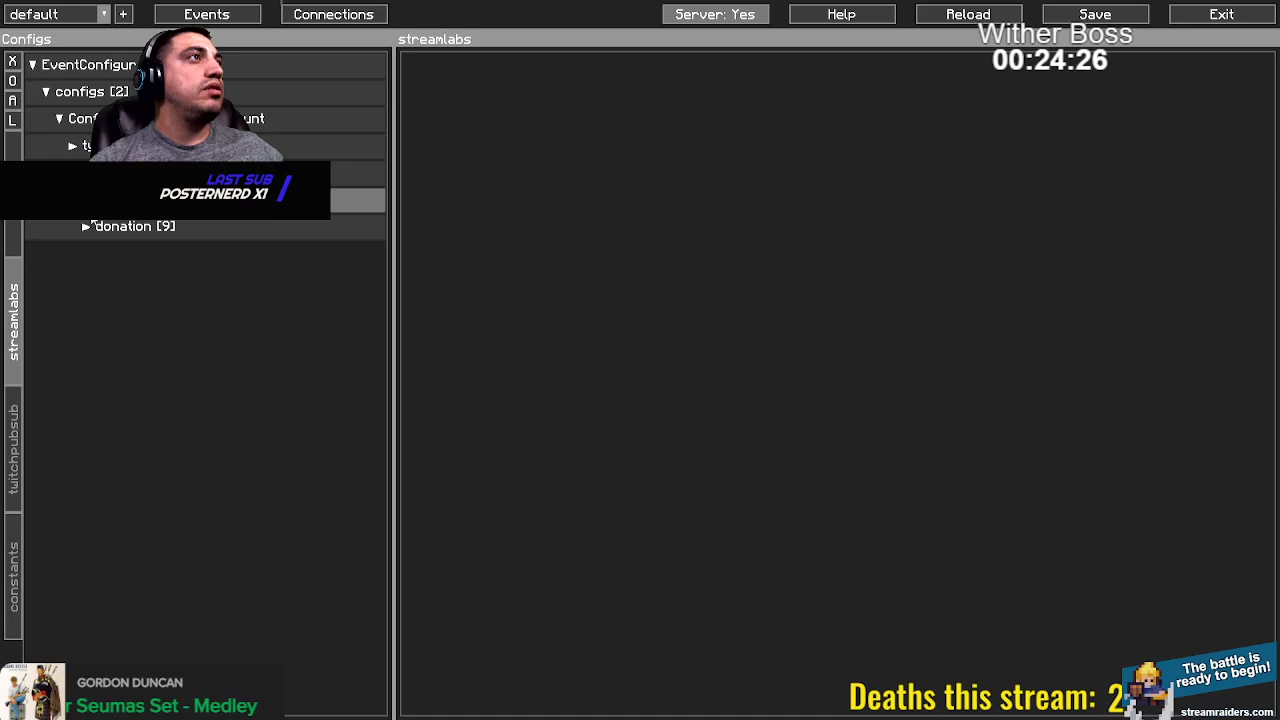 default + Events Connections Server: Yes Help Reload Save Exit
Configs streamlabs
Wither Boss
00:24:26
X
O
A
L
▼ EventConfigur
▼ configs [2]
▼ Con unt
▶ ty
LAST SUB
POSTERNERD X1
▶ donation [9]
streamlabs
twitchpubsub
constants
GORDON DUNCAN
r Seumas Set - Medley
Deaths this stream: 2
The battle is
ready to begin!
streamraiders.com